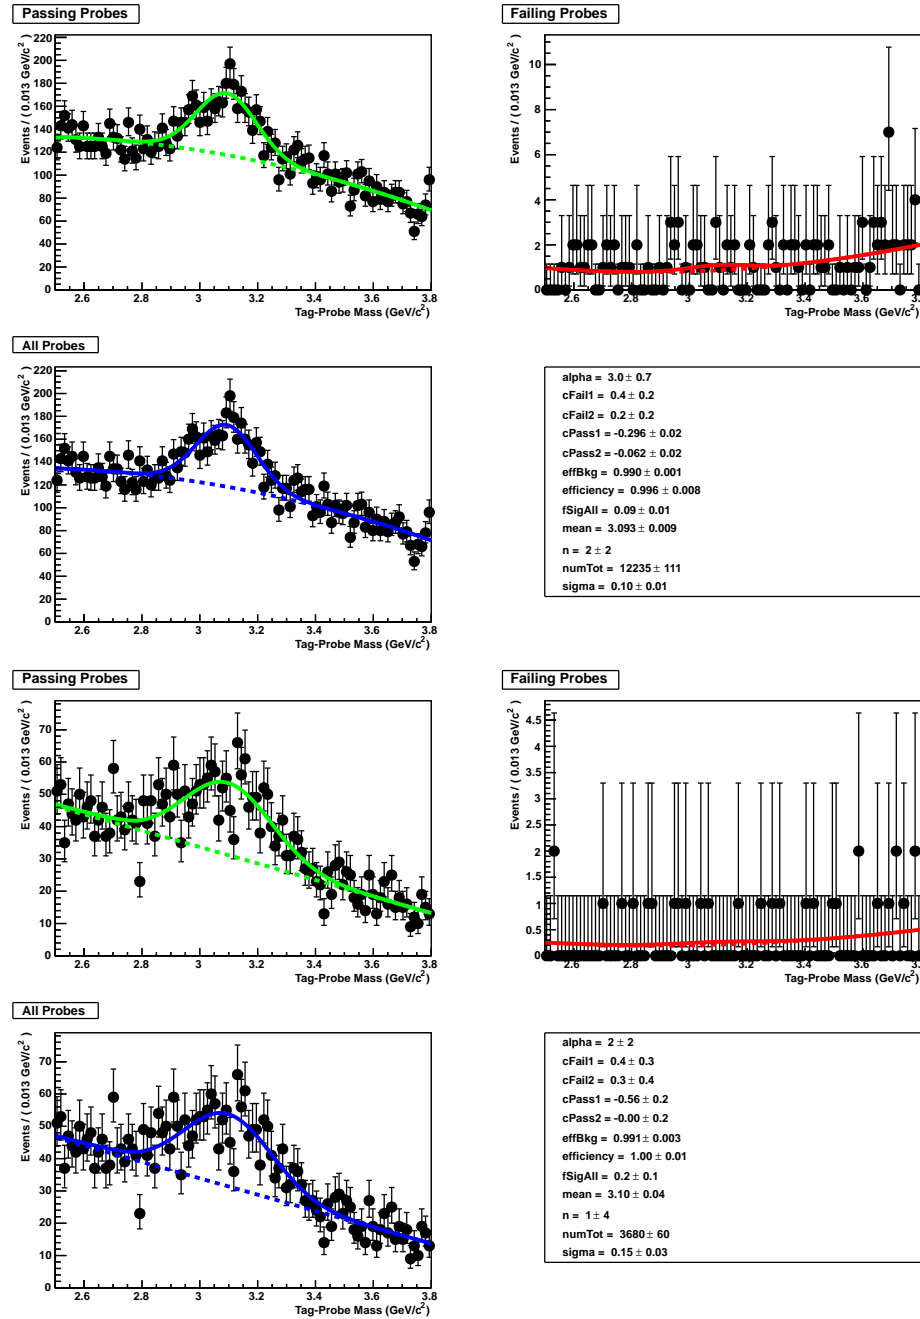 Passing Probes
Events / ( 0.013 GeV/c² )
220
200
180
160
140
120
100
80
60
40
20
0
2.6 2.8 3 3.2 3.4 3.6 3.8
Tag-Probe Mass (GeV/c²)
Failing Probes
Events / ( 0.013 GeV/c² )
10
8
6
4
2
0
2.6 2.8 3 3.2 3.4 3.6
Tag-Probe Mass (GeV/c²)
All Probes
Events / ( 0.013 GeV/c² )
220
200
180
160
140
120
100
80
60
40
20
0
2.6 2.8 3 3.2 3.4 3.6 3.8
Tag-Probe Mass (GeV/c²)
alpha = 3.0 ± 0.7
cFail1 = 0.4 ± 0.2
cFail2 = 0.2 ± 0.2
cPass1 = -0.296 ± 0.02
cPass2 = -0.062 ± 0.02
effBkg = 0.990 ± 0.001
efficiency = 0.996 ± 0.008
fSigAll = 0.09 ± 0.01
mean = 3.093 ± 0.009
n = 2 ± 2
numTot = 12235 ± 111
sigma = 0.10 ± 0.01
Passing Probes
Events / ( 0.013 GeV/c² )
70
60
50
40
30
20
10
0
2.6 2.8 3 3.2 3.4 3.6 3.8
Tag-Probe Mass (GeV/c²)
Failing Probes
Events / ( 0.013 GeV/c² )
4.5
4
3.5
3
2.5
2
1.5
1
0.5
0
2.6 2.8 3 3.2 3.4 3.6
Tag-Probe Mass (GeV/c²)
All Probes
Events / ( 0.013 GeV/c² )
70
60
50
40
30
20
10
0
2.6 2.8 3 3.2 3.4 3.6 3.8
Tag-Probe Mass (GeV/c²)
alpha = 2 ± 2
cFail1 = 0.4 ± 0.3
cFail2 = 0.3 ± 0.4
cPass1 = -0.56 ± 0.2
cPass2 = -0.00 ± 0.2
effBkg = 0.991 ± 0.003
efficiency = 1.00 ± 0.01
fSigAll = 0.2 ± 0.1
mean = 3.10 ± 0.04
n = 1 ± 4
numTot = 3680 ± 60
sigma = 0.15 ± 0.03